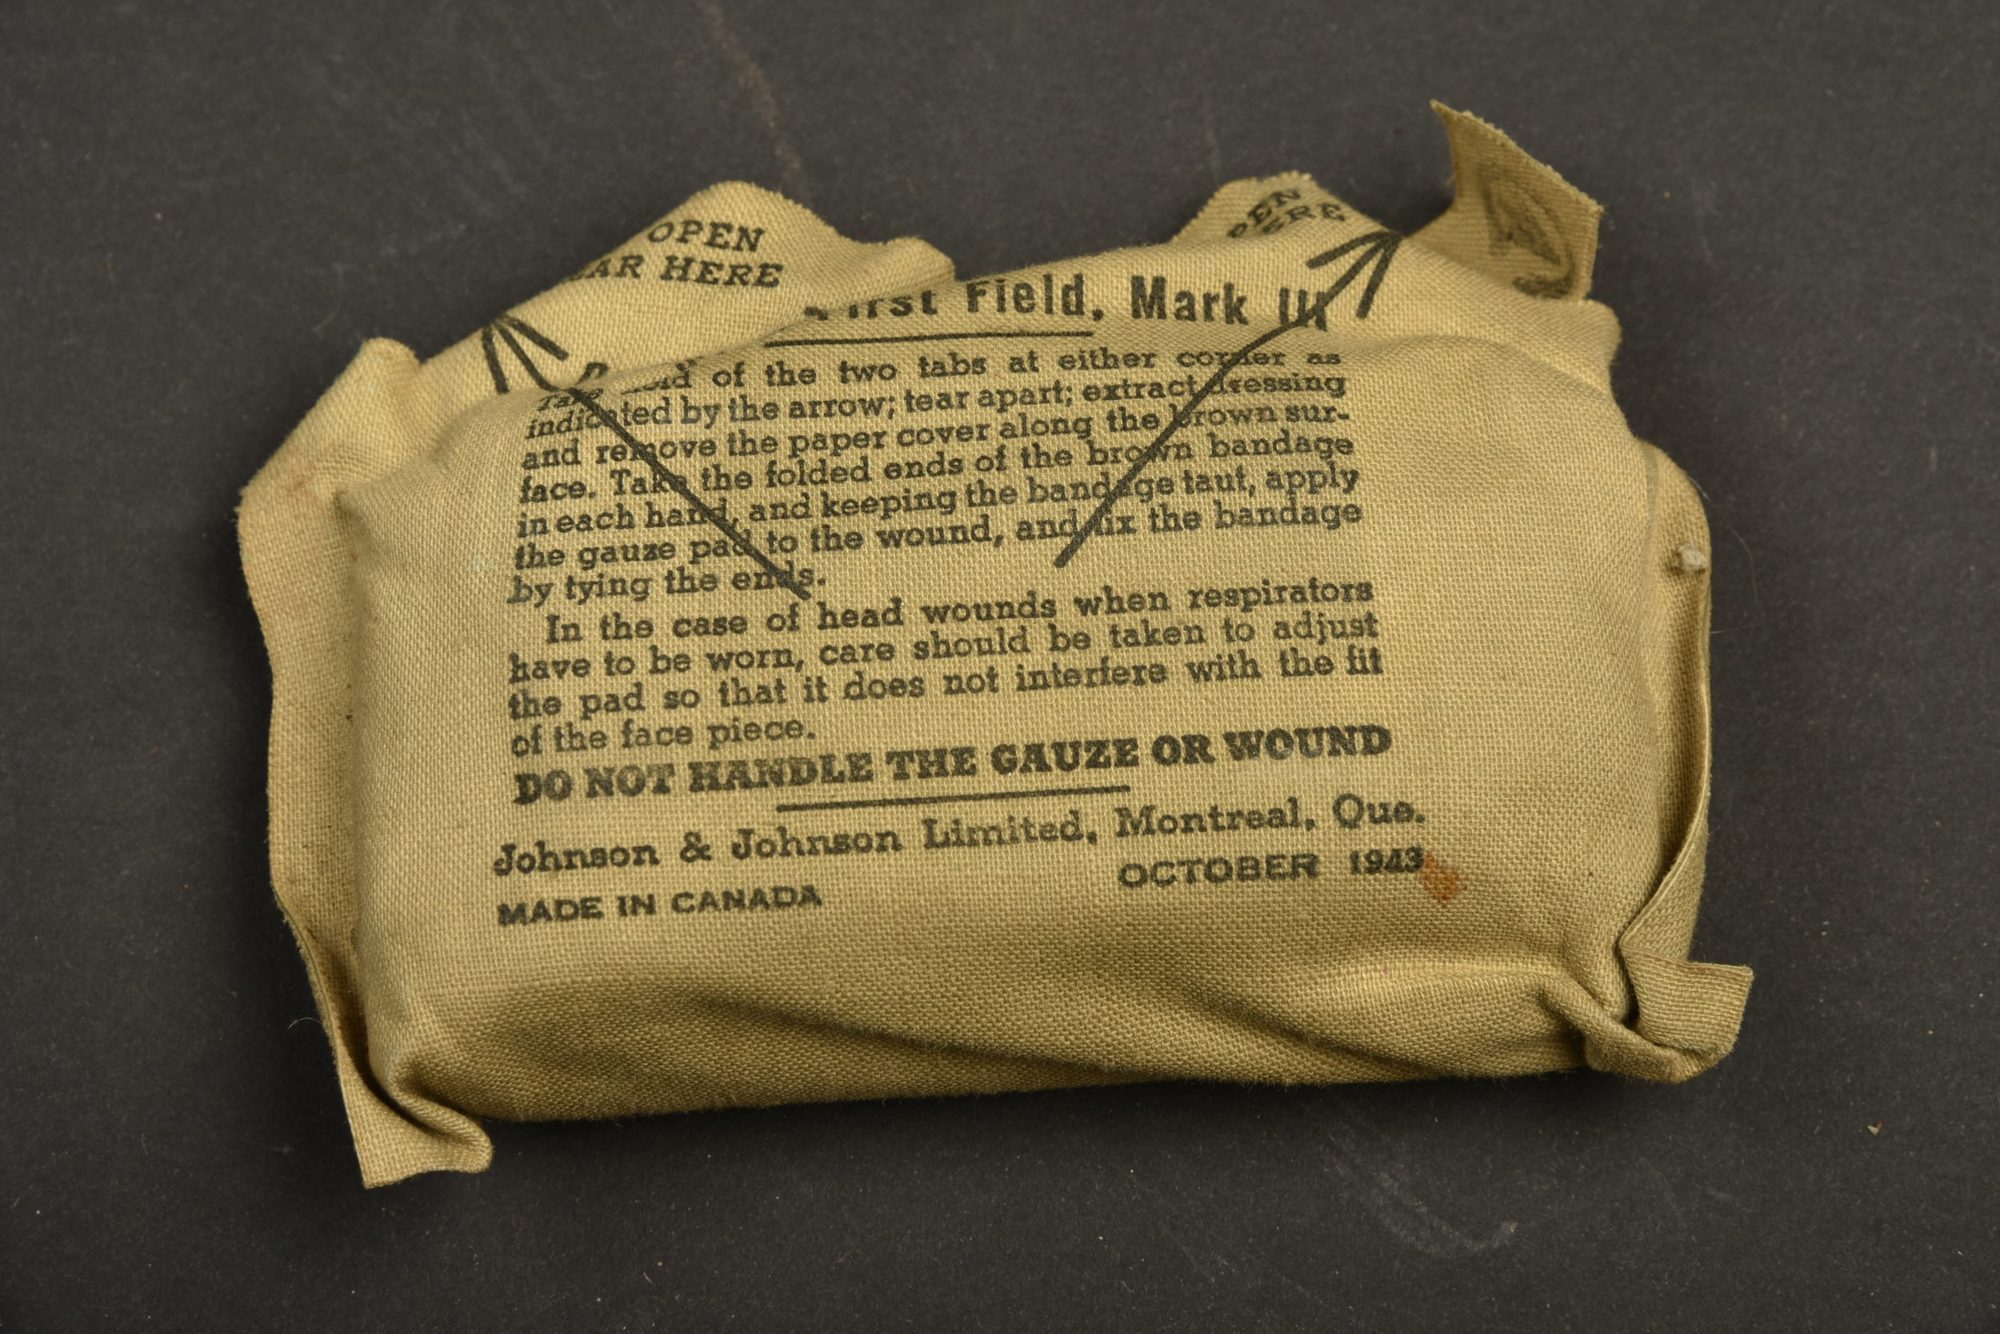 OPEN
HERE
First Field, Mark III
of the two tabs at either corner as
indicated by the arrow; tear apart; extract dressing
and remove the paper cover along the brown sur-
face. Take the folded ends of the brown bandage
in each hand, and keeping the bandage taut, apply
the gauze pad to the wound, and fix the bandage
by tying the ends.
In the case of head wounds when respirators
have to be worn, care should be taken to adjust
the pad so that it does not interfere with the fit
of the face piece.
DO NOT HANDLE THE GAUZE OR WOUND
Johnson & Johnson Limited, Montreal, Que.
OCTOBER 1943
MADE IN CANADA